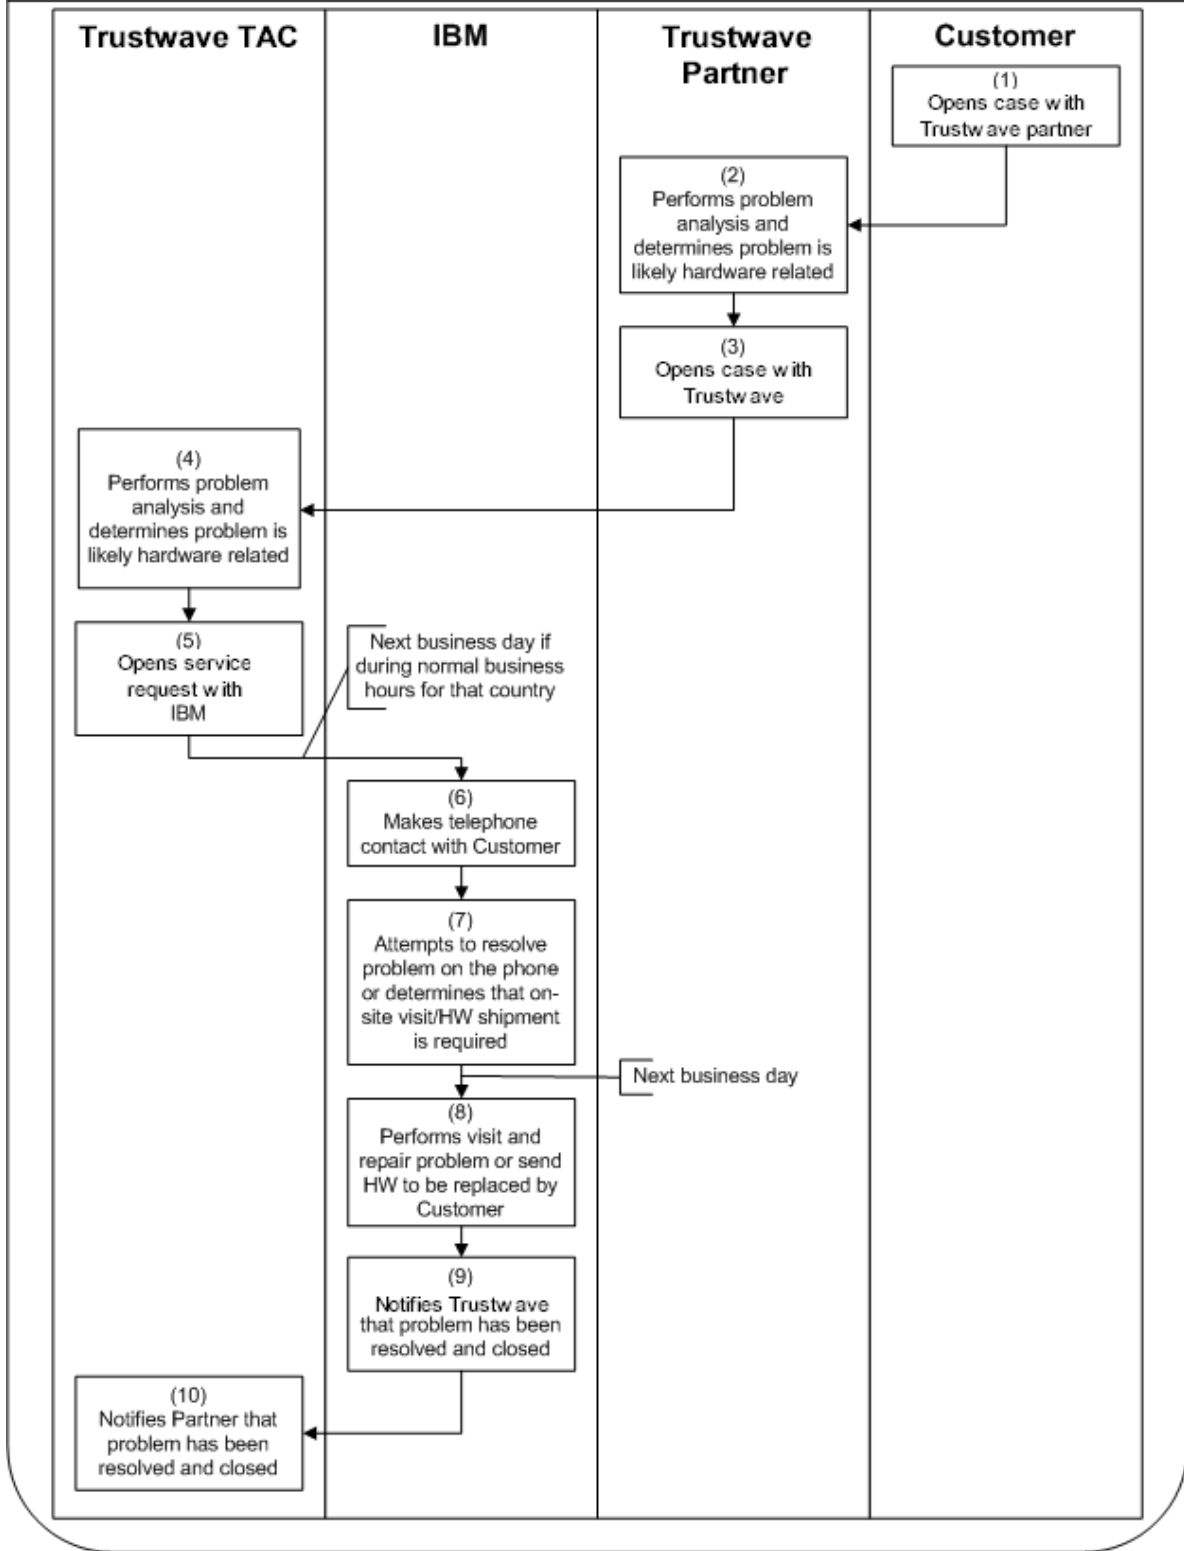 Trustwave TAC
IBM
Trustwave
Partner
Customer
(1)
Opens case with
Trustwave partner
(2)
Performs problem
analysis and
determines problem is
likely hardware related
(3)
Opens case with
Trustwave
(4)
Performs problem
analysis and
determines problem is
likely hardware related
(5)
Opens service
request with
IBM
Next business day if
during normal business
hours for that country
(6)
Makes telephone
contact with Customer
(7)
Attempts to resolve
problem on the phone
or determines that on-
site visit/HW shipment
is required
Next business day
(8)
Performs visit and
repair problem or send
HW to be replaced by
Customer
(9)
Notifies Trustwave
that problem has been
resolved and closed
(10)
Notifies Partner that
problem has been
resolved and closed